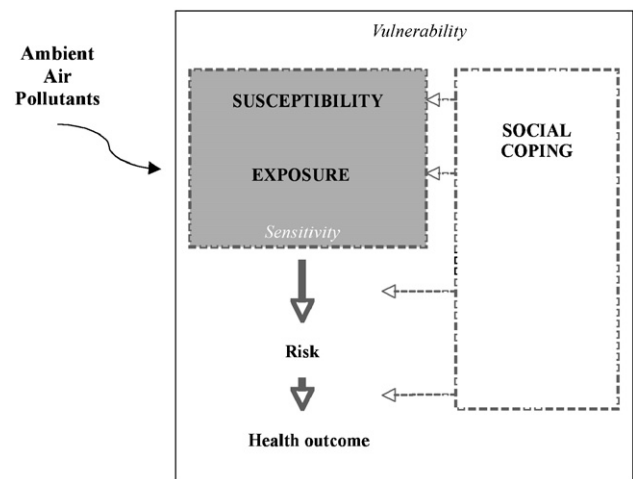 Vulnerability
Ambient
Air
Pollutants
SUSCEPTIBILITY
EXPOSURE
Sensitivity
SOCIAL
COPING
Risk
Health outcome